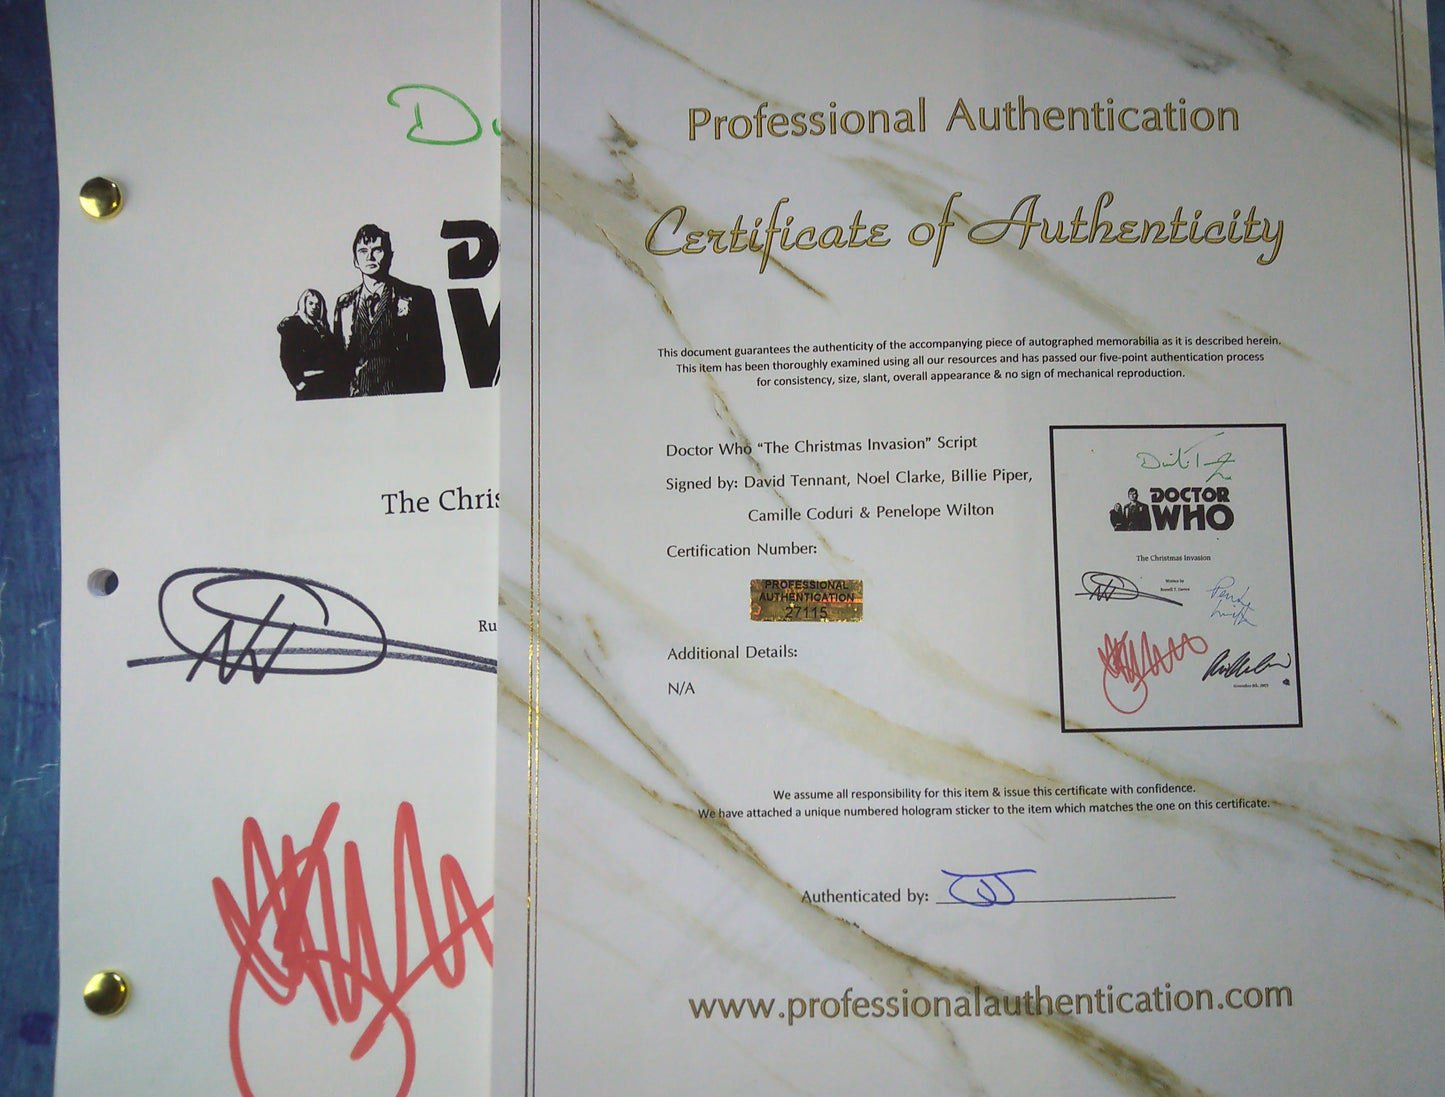 D
W
The Chris
Ru
Professional Authentication
Certificate of Authenticity
This document guarantees the authenticity of the accompanying piece of autographed memorabilia as it is described herein.
This item has been thoroughly examined using all our resources and has passed our five-point authentication process
for consistency, size, slant, overall appearance & no sign of mechanical reproduction.
Doctor Who “The Christmas Invasion” Script
Signed by: David Tennant, Noel Clarke, Billie Piper,
Camille Coduri & Penelope Wilton
Certification Number:
PROFESSIONAL
AUTHENTICATION
27115
Additional Details:
N/A
DOCTOR
WHO
The Christmas Invasion
Written by
Russell T. Davies
We assume all responsibility for this item & issue this certificate with confidence.
We have attached a unique numbered hologram sticker to the item which matches the one on this certificate.
Authenticated by:
www.professionalauthentication.com